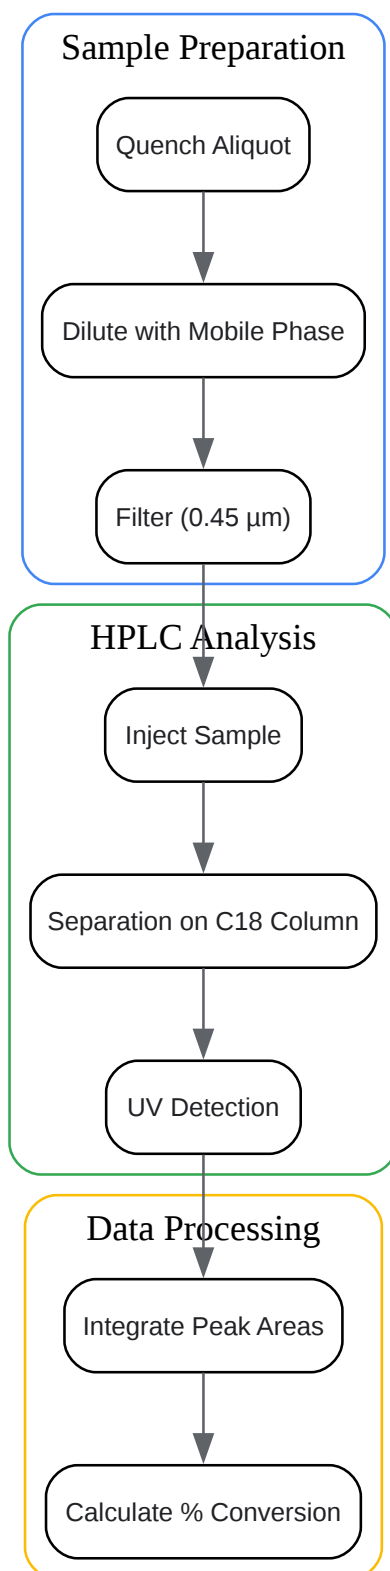 Sample Preparation
Quench Aliquot
Dilute with Mobile Phase
Filter (0.45 µm)
HPLC Analysis
Inject Sample
Separation on C18 Column
UV Detection
Data Processing
Integrate Peak Areas
Calculate % Conversion